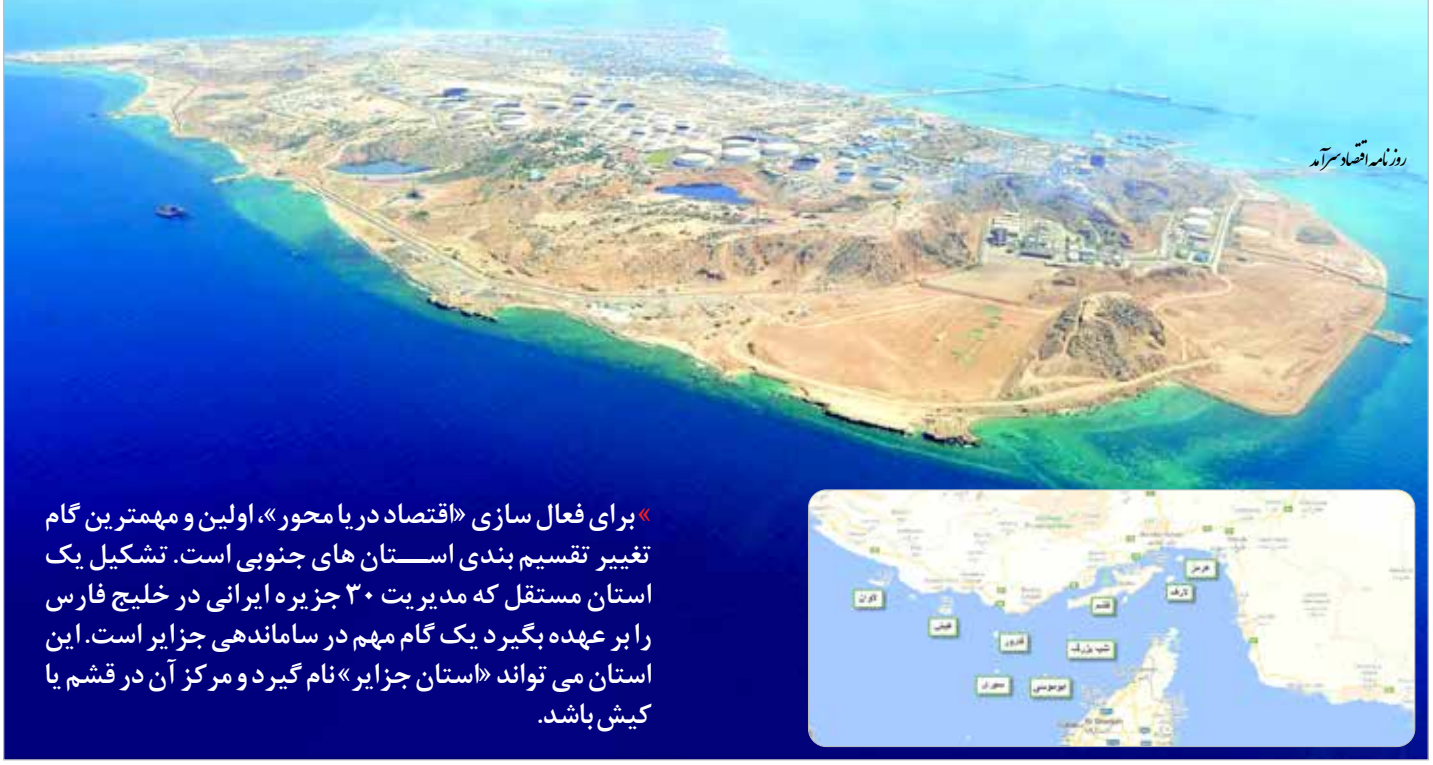 روزنامه اقتصاد سرآمد
»برای فعال سازی «اقتصاد دریا محور»، اولین و مهمترین گام
تغییر تقسیم بندی اســـتان های جنوبی است. تشکیل یک
استان مستقل که مدیریت ۳۰ جزیره ایرانی در خلیج فارس
را بر عهده بگیرد یک گام مهم در ساماندهی جزایر است. این
استان می تواند «استان جزایر» نام گیرد و مرکز آن در قشم یا
کیش باشد.
هرمز
لارک
قشم
لاوان
کیش
فارور
تنب بزرگ
سیری
ابوموسی